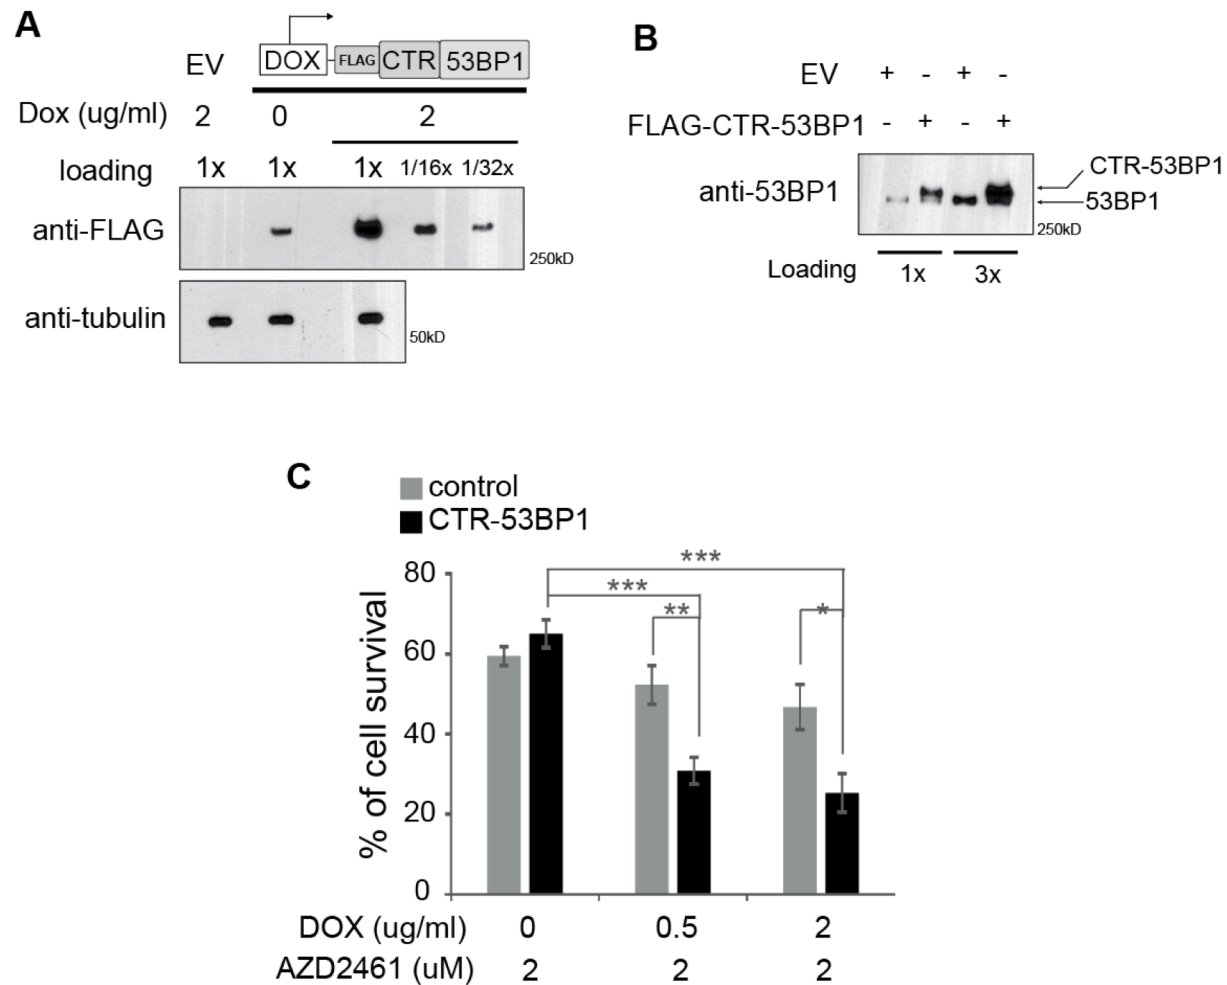 A
EV DOX FLAG CTR 53BP1
Dox (ug/ml) 2 0 2
loading 1x 1x 1x 1/16x 1/32x
anti-FLAG
250kD
anti-tubulin
50kD
B
EV + - + -
FLAG-CTR-53BP1 - + - +
anti-53BP1
CTR-53BP1
53BP1
250kD
Loading 1x 3x
C
control
CTR-53BP1
% of cell survival
80
60
40
20
0
***
***
**
*
DOX (ug/ml) 0 0.5 2
AZD2461 (uM) 2 2 2